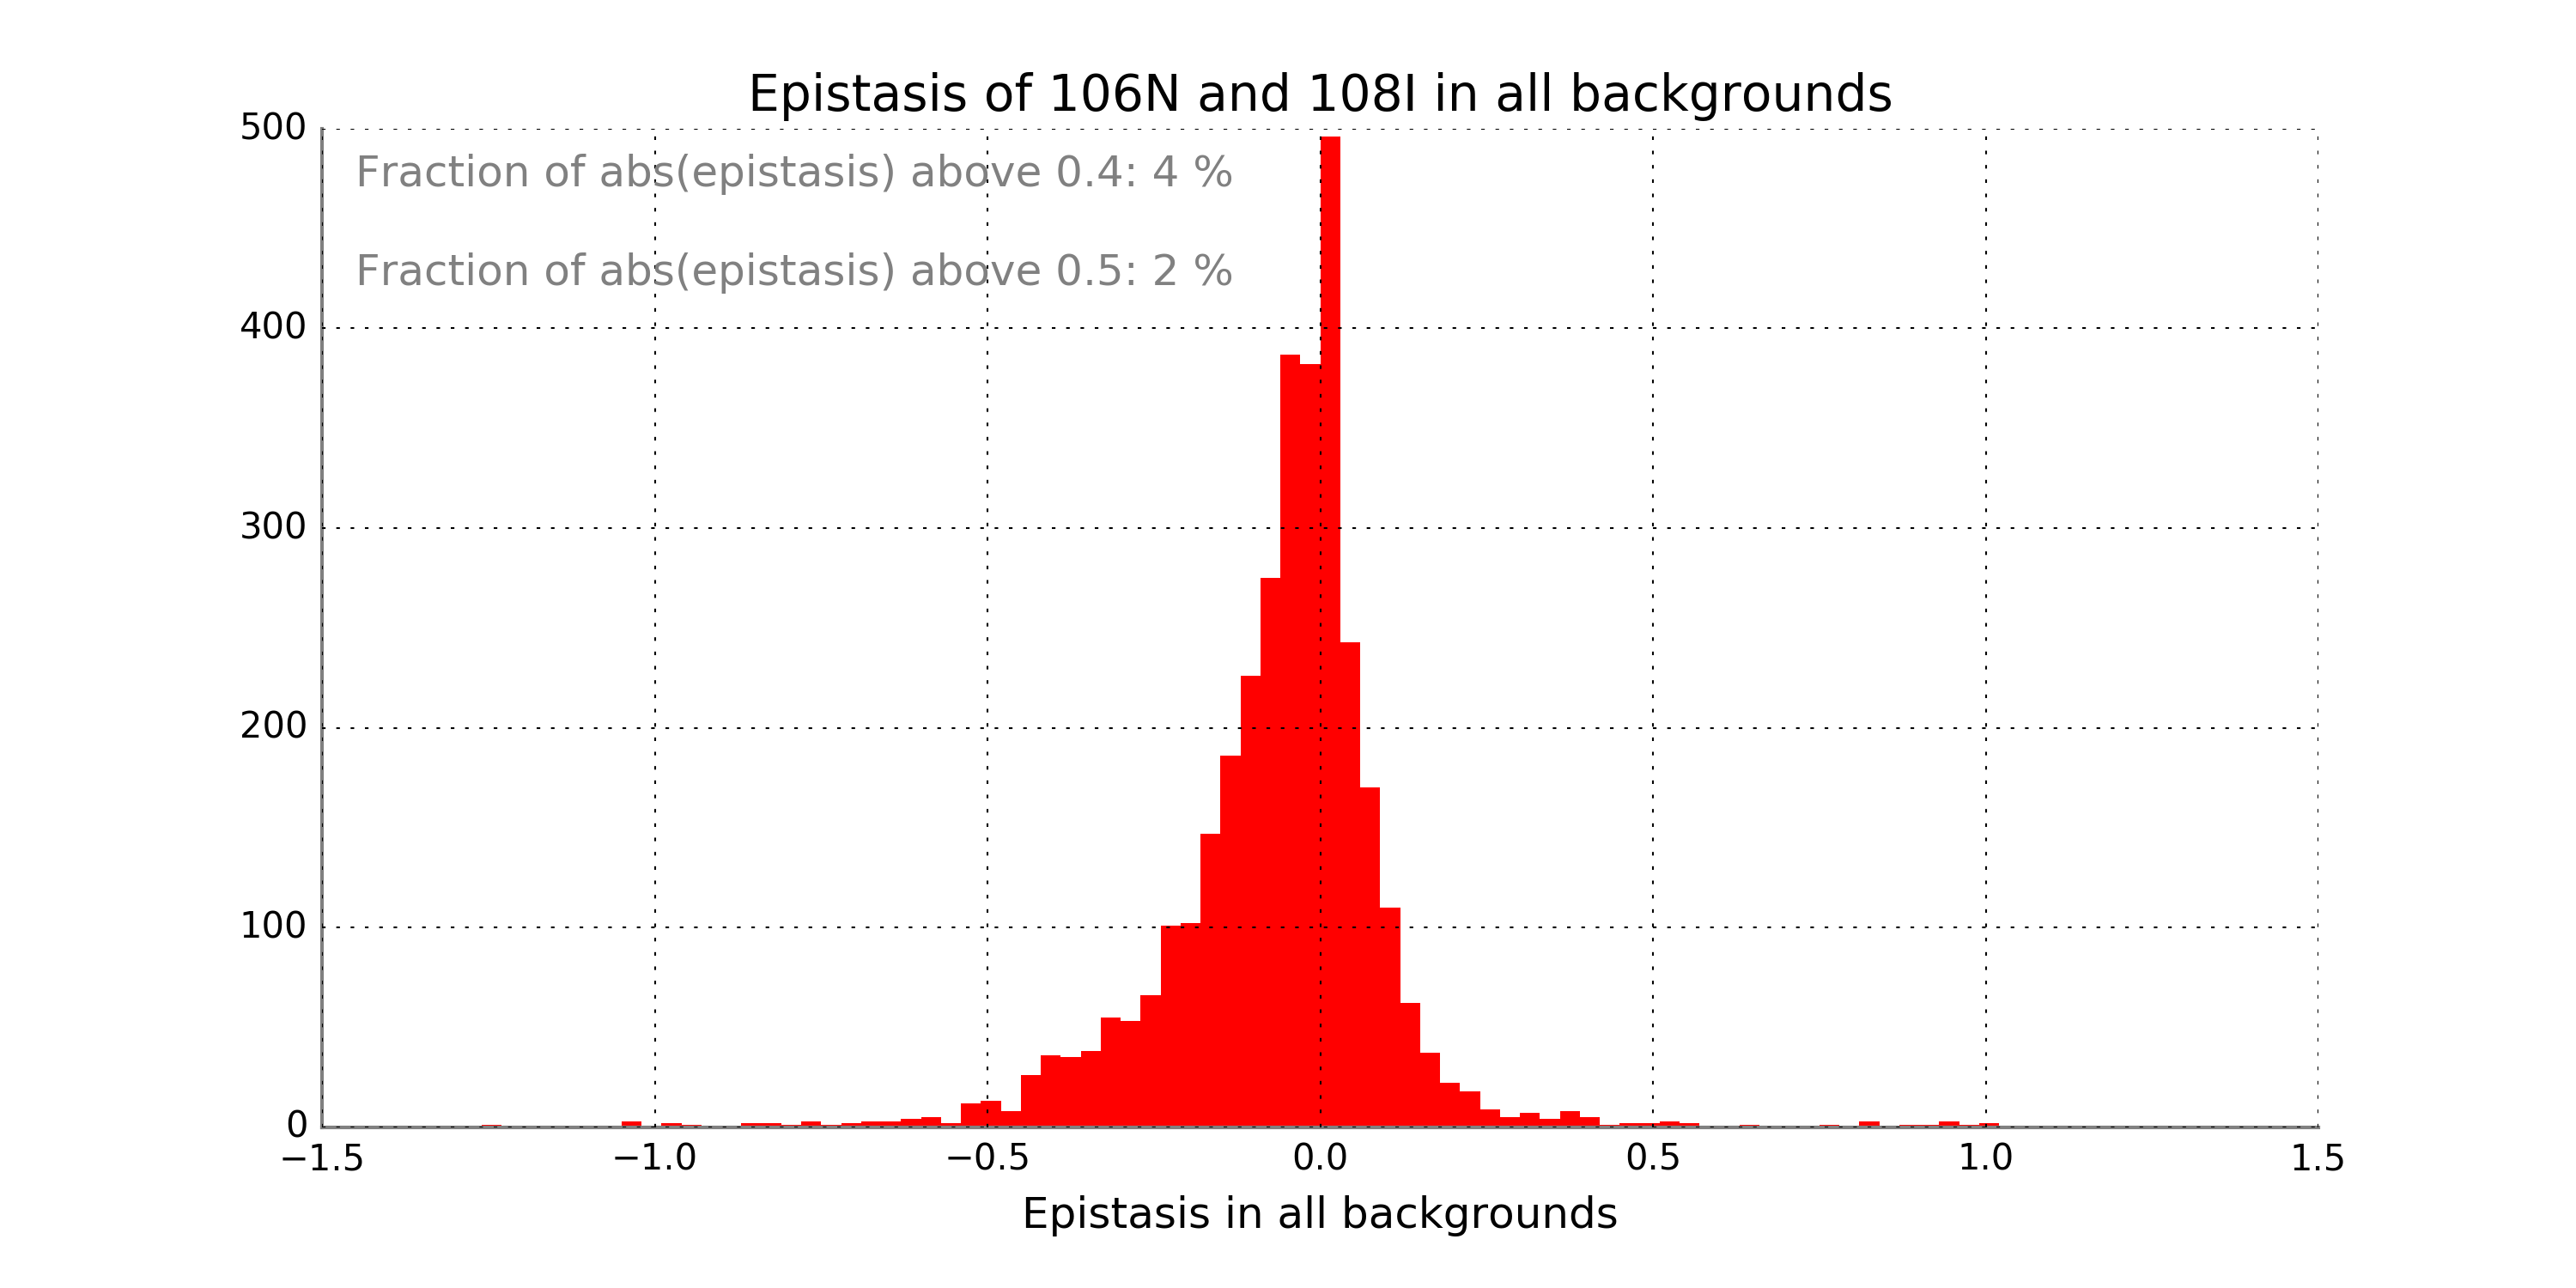 Epistasis of 106N and 108I in all backgrounds
500
Fraction of abs(epistasis) above 0.4: 4 %
Fraction of abs(epistasis) above 0.5: 2 %
400
300
200
100
0
−1.5 −1.0 −0.5 0.0 0.5 1.0 1.5
Epistasis in all backgrounds